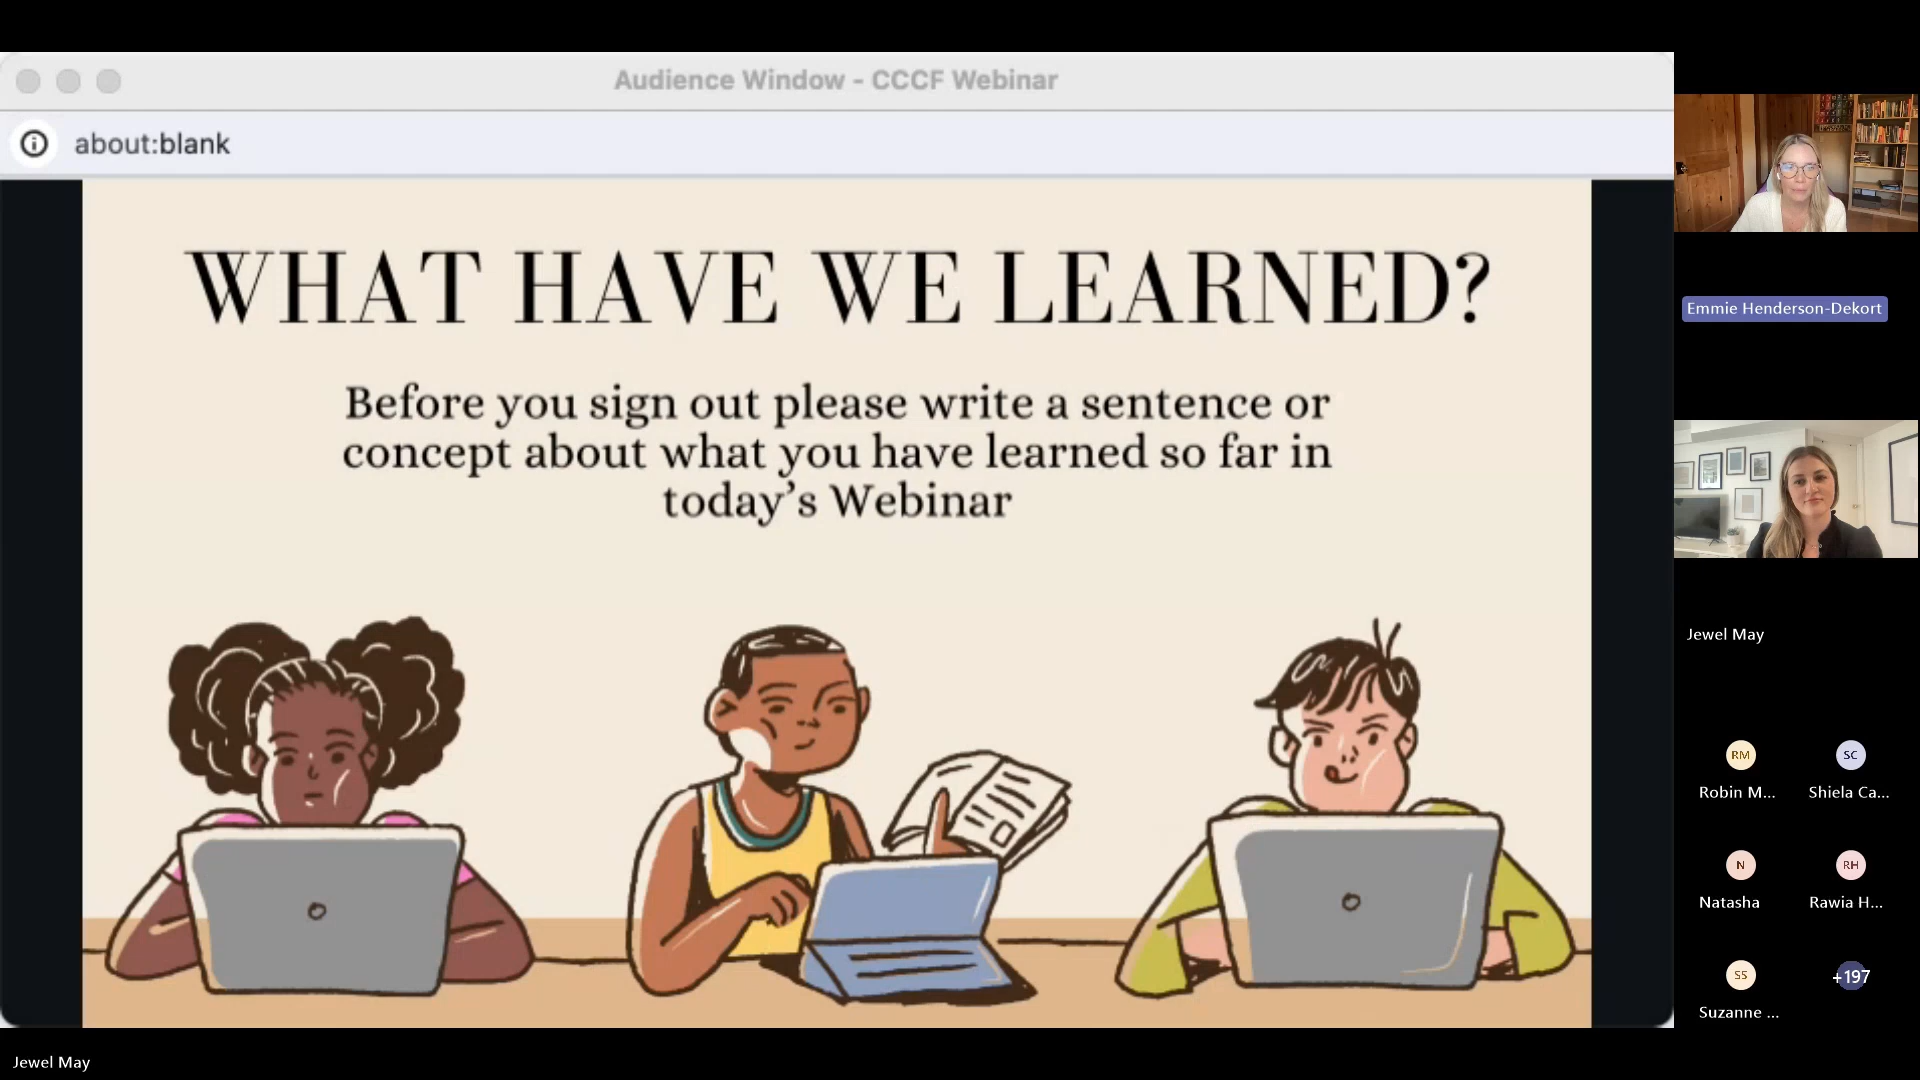 Audience Window - CCCF Webinar
about:blank
WHAT HAVE WE LEARNED?
Before you sign out please write a sentence or
concept about what you have learned so far in
today’s Webinar
Emmie Henderson-Dekort
Jewel May
RM
SC
Robin M...
Shiela Ca...
N
RH
Natasha
Rawia H...
SS
+197
Suzanne ...
Jewel May